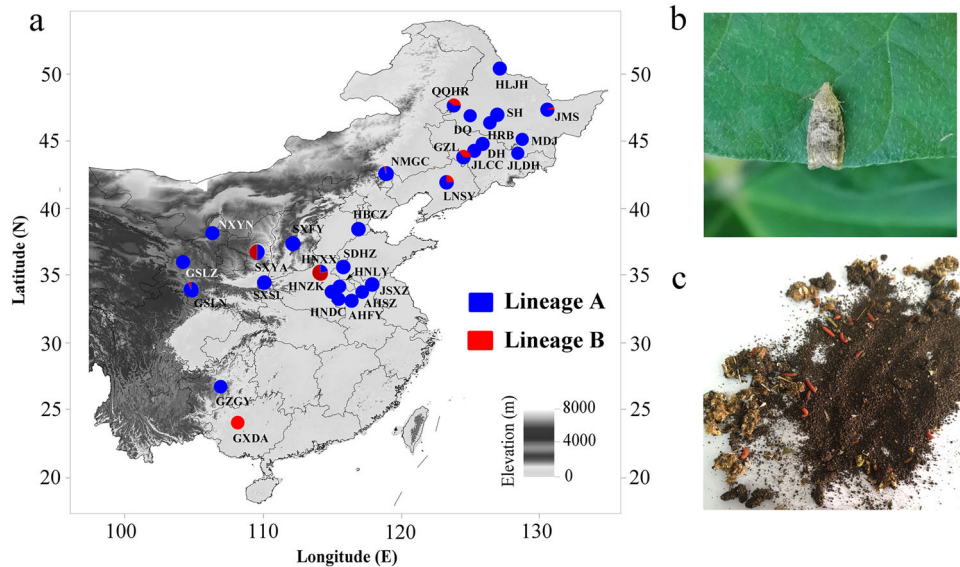 a
b
50
50
HLJH
QQHR
SH
JMS
45
DQ
HRB
MDJ
45
GZL
DH
JLCC
JLDH
NMGC
LNSY
40
40
HBCZ
NXYN
SXFY
HNXX
SDHZ
35
GSLZ
SXYA
HNLY
35
HNZK
JSXZ
c
GSLN
SXSL
AHSZ
HNDC
AHFY
Lineage A
30
Lineage B
30
Latitude (N)
GZGY
25
8000
25
GXDA
4000
Elevation (m)
20
0
20
100
110
120
130
Longitude (E)